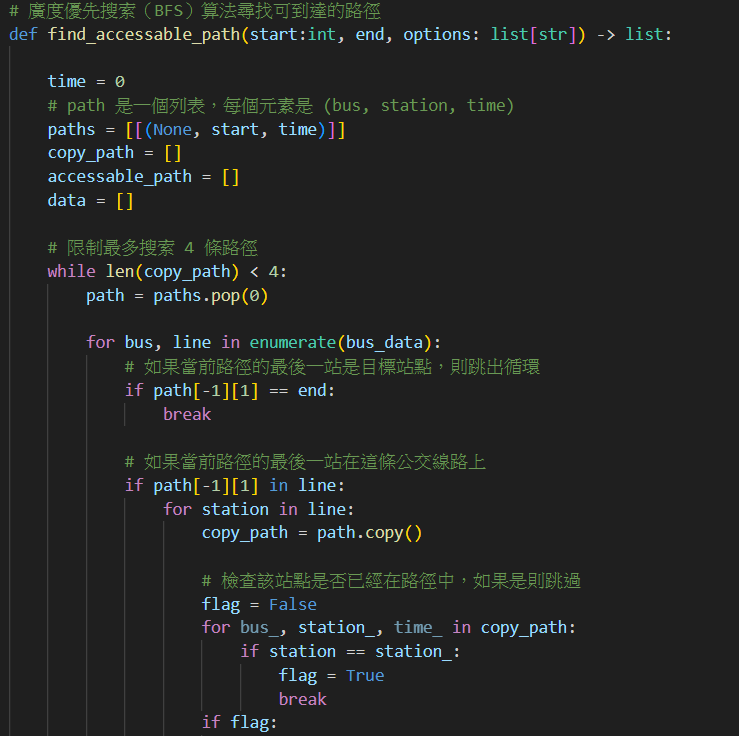 # 廣度優先搜索（BFS）算法尋找可到達的路徑
def find_accessable_path(start:int, end, options: list[str]) -> list:
    time = 0
    # path 是一個列表，每個元素是 (bus, station, time)
    paths = [[(None, start, time)]]
    copy_path = []
    accessable_path = []
    data = []
    # 限制最多搜索 4 條路徑
    while len(copy_path) < 4:
        path = paths.pop(0)
        for bus, line in enumerate(bus_data):
            # 如果當前路徑的最後一站是目標站點，則跳出循環
            if path[-1][1] == end:
                break
            # 如果當前路徑的最後一站在這條公交線路上
            if path[-1][1] in line:
                for station in line:
                    copy_path = path.copy()
                    # 檢查該站點是否已經在路徑中，如果是則跳過
                    flag = False
                    for bus_, station_, time_ in copy_path:
                        if station == station_:
                            flag = True
                            break
                    if flag: